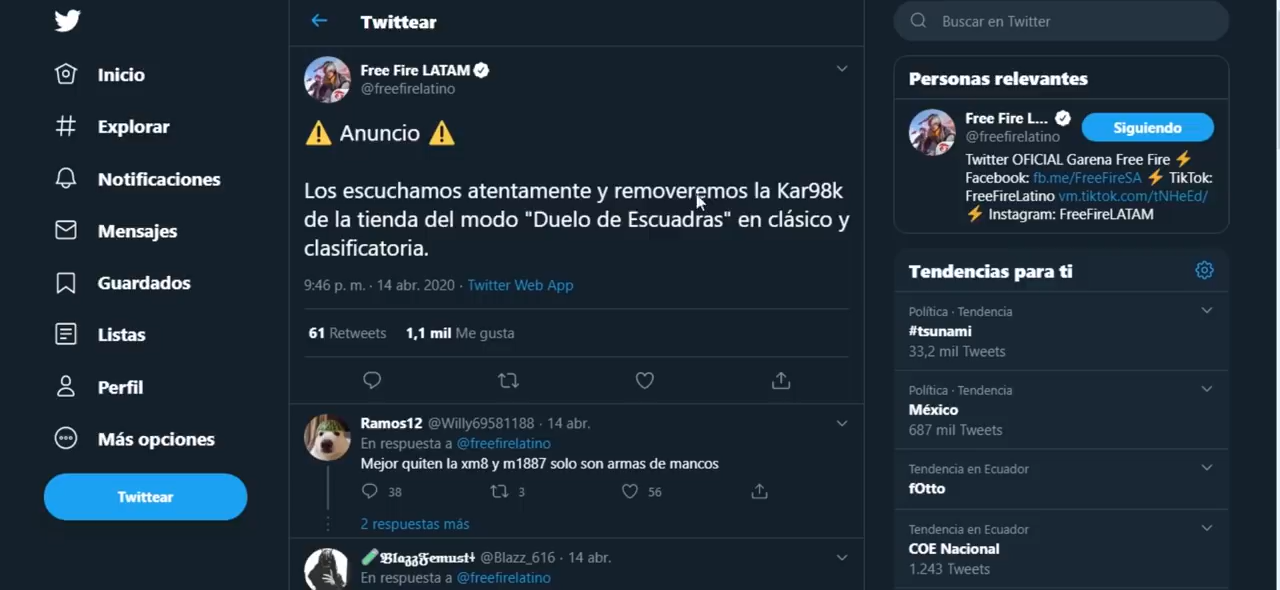 Inicio
Explorar
Notificaciones
Mensajes
Guardados
Listas
Perfil
Más opciones
Twittear
Twittear
Free Fire LATAM
@freefirelatino
⚠️ Anuncio ⚠️
Los escuchamos atentamente y removeremos la Kar98k
de la tienda del modo "Duelo de Escuadras" en clásico y
clasificatoria.
9:46 p. m. · 14 abr. 2020 · Twitter Web App
61 Retweets 1,1 mil Me gusta
Ramos12 @Willy69581188 · 14 abr.
En respuesta a @freefirelatino
Mejor quiten la xm8 y m1887 solo son armas de mancos
38 3 56
2 respuestas más
𝕭𝖑𝖆𝖟𝖟𝕱𝖊𝖒𝖚𝖘𝖙 @Blazz_616 · 14 abr.
En respuesta a @freefirelatino
Buscar en Twitter
Personas relevantes
Free Fire L...
@freefirelatino
Siguiendo
Twitter OFICIAL Garena Free Fire ⚡
Facebook: fb.me/FreeFireSA ⚡ TikTok:
FreeFireLatino vm.tiktok.com/tNHeEd/
⚡ Instagram: FreeFireLATAM
Tendencias para ti
Política · Tendencia
#tsunami
33,2 mil Tweets
Política · Tendencia
México
687 mil Tweets
Tendencia en Ecuador
fOtto
Tendencia en Ecuador
COE Nacional
1.243 Tweets